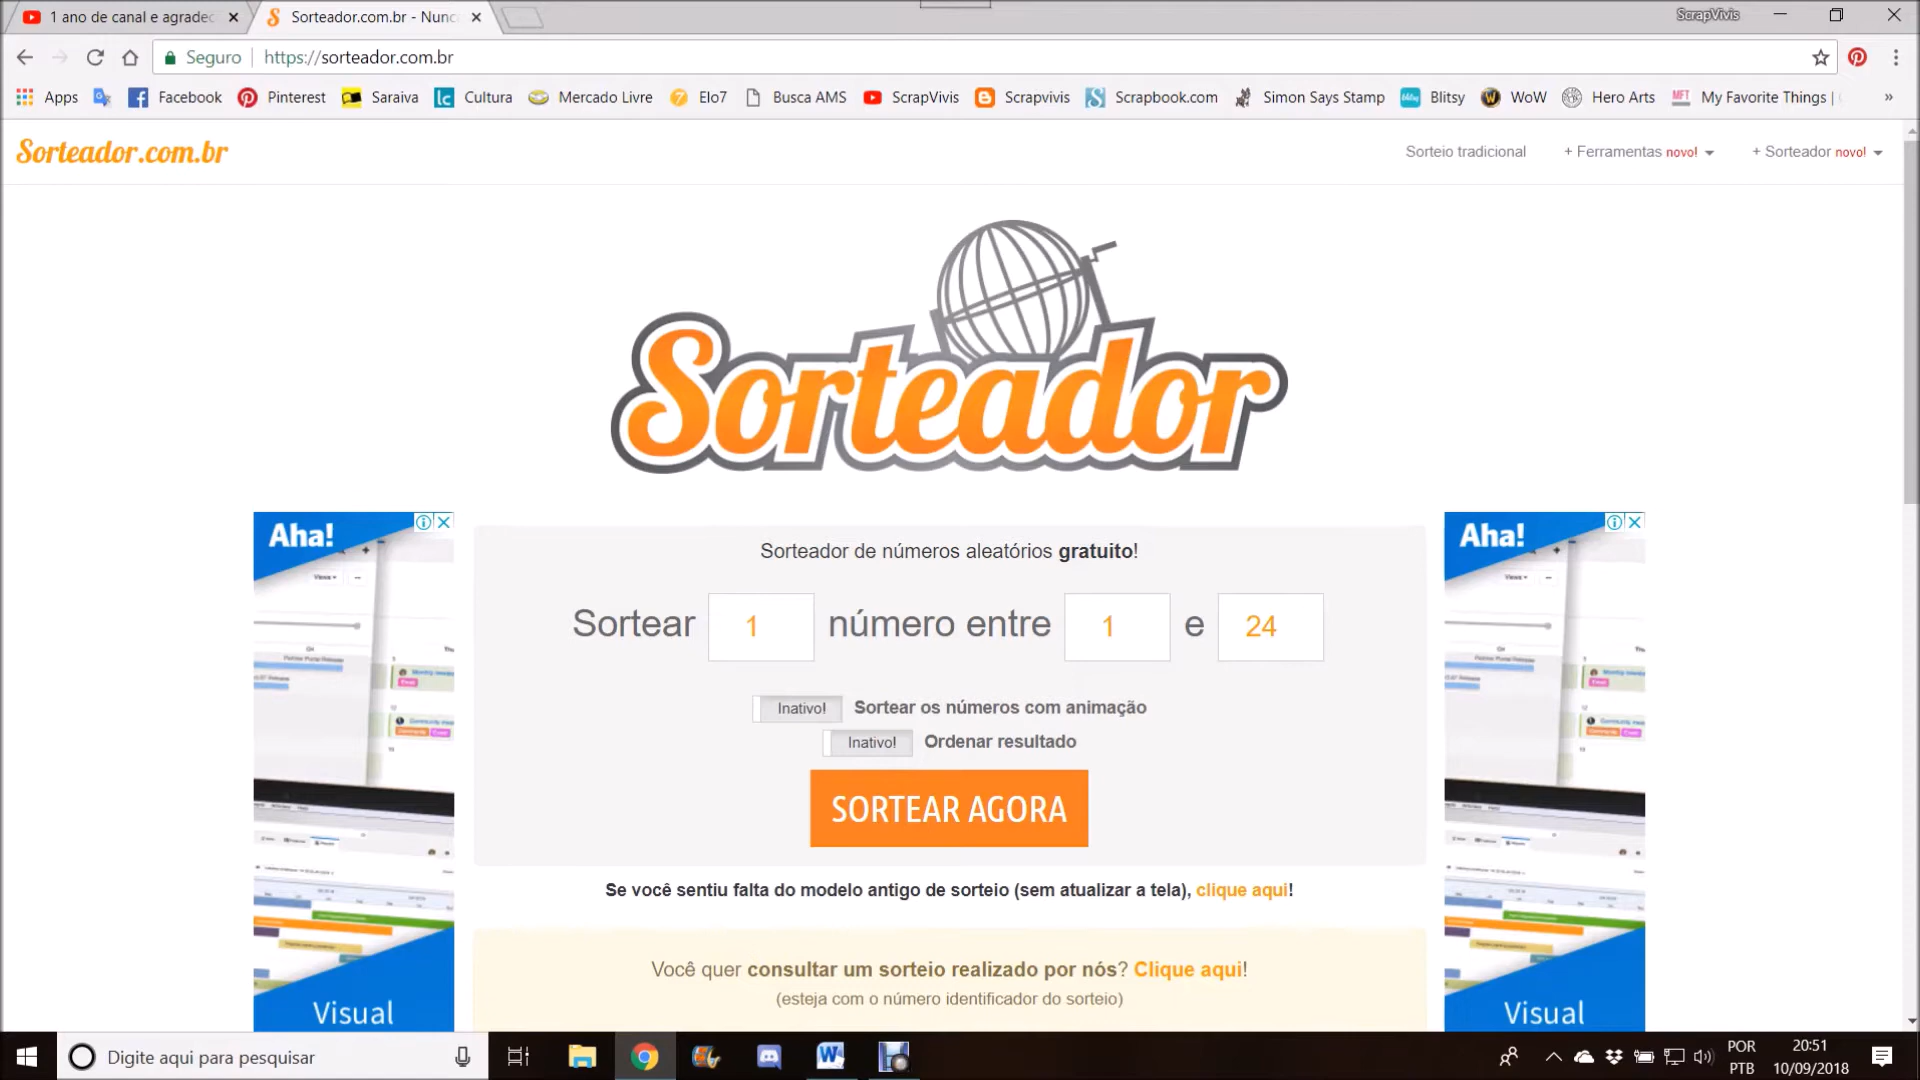 1 ano de canal e agradec
Sorteador.com.br - Nunc
ScrapVivis
Seguro
https://sorteador.com.br
Apps
Facebook
Pinterest
Saraiva
lc Cultura
Mercado Livre
Elo7
Busca AMS
ScrapVivis
Scrapvivis
Scrapbook.com
Simon Says Stamp
Blitsy
WoW
Hero Arts
MFT My Favorite Things |
»
Sorteador.com.br
Sorteio tradicional
+ Ferramentas novo!
+ Sorteador novo!
Sorteador
Aha!
Aha!
Sorteador de números aleatórios gratuito!
Sortear 1 número entre 1 e 24
Inativo! Sortear os números com animação
Inativo! Ordenar resultado
SORTEAR AGORA
Se você sentiu falta do modelo antigo de sorteio (sem atualizar a tela), clique aqui!
Você quer consultar um sorteio realizado por nós? Clique aqui!
(esteja com o número identificador do sorteio)
Visual
Visual
Digite aqui para pesquisar
POR
PTB
20:51
10/09/2018